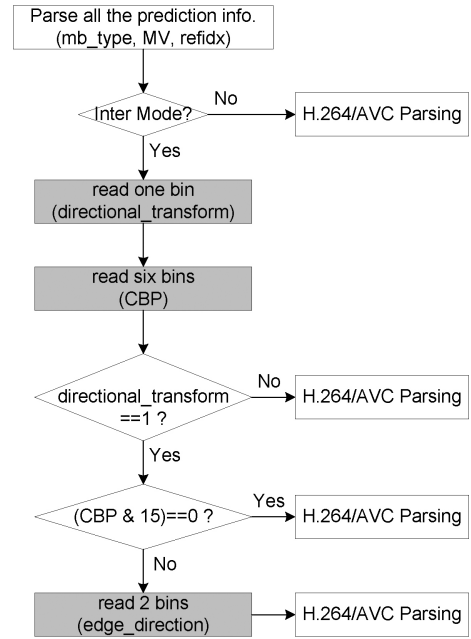 Parse all the prediction info.
(mb_type, MV, refidx)
Inter Mode?
No
H.264/AVC Parsing
Yes
read one bin
(directional_transform)
read six bins
(CBP)
directional_transform
==1 ?
No
H.264/AVC Parsing
Yes
(CBP & 15)==0 ?
Yes
H.264/AVC Parsing
No
read 2 bins
(edge_direction)
H.264/AVC Parsing